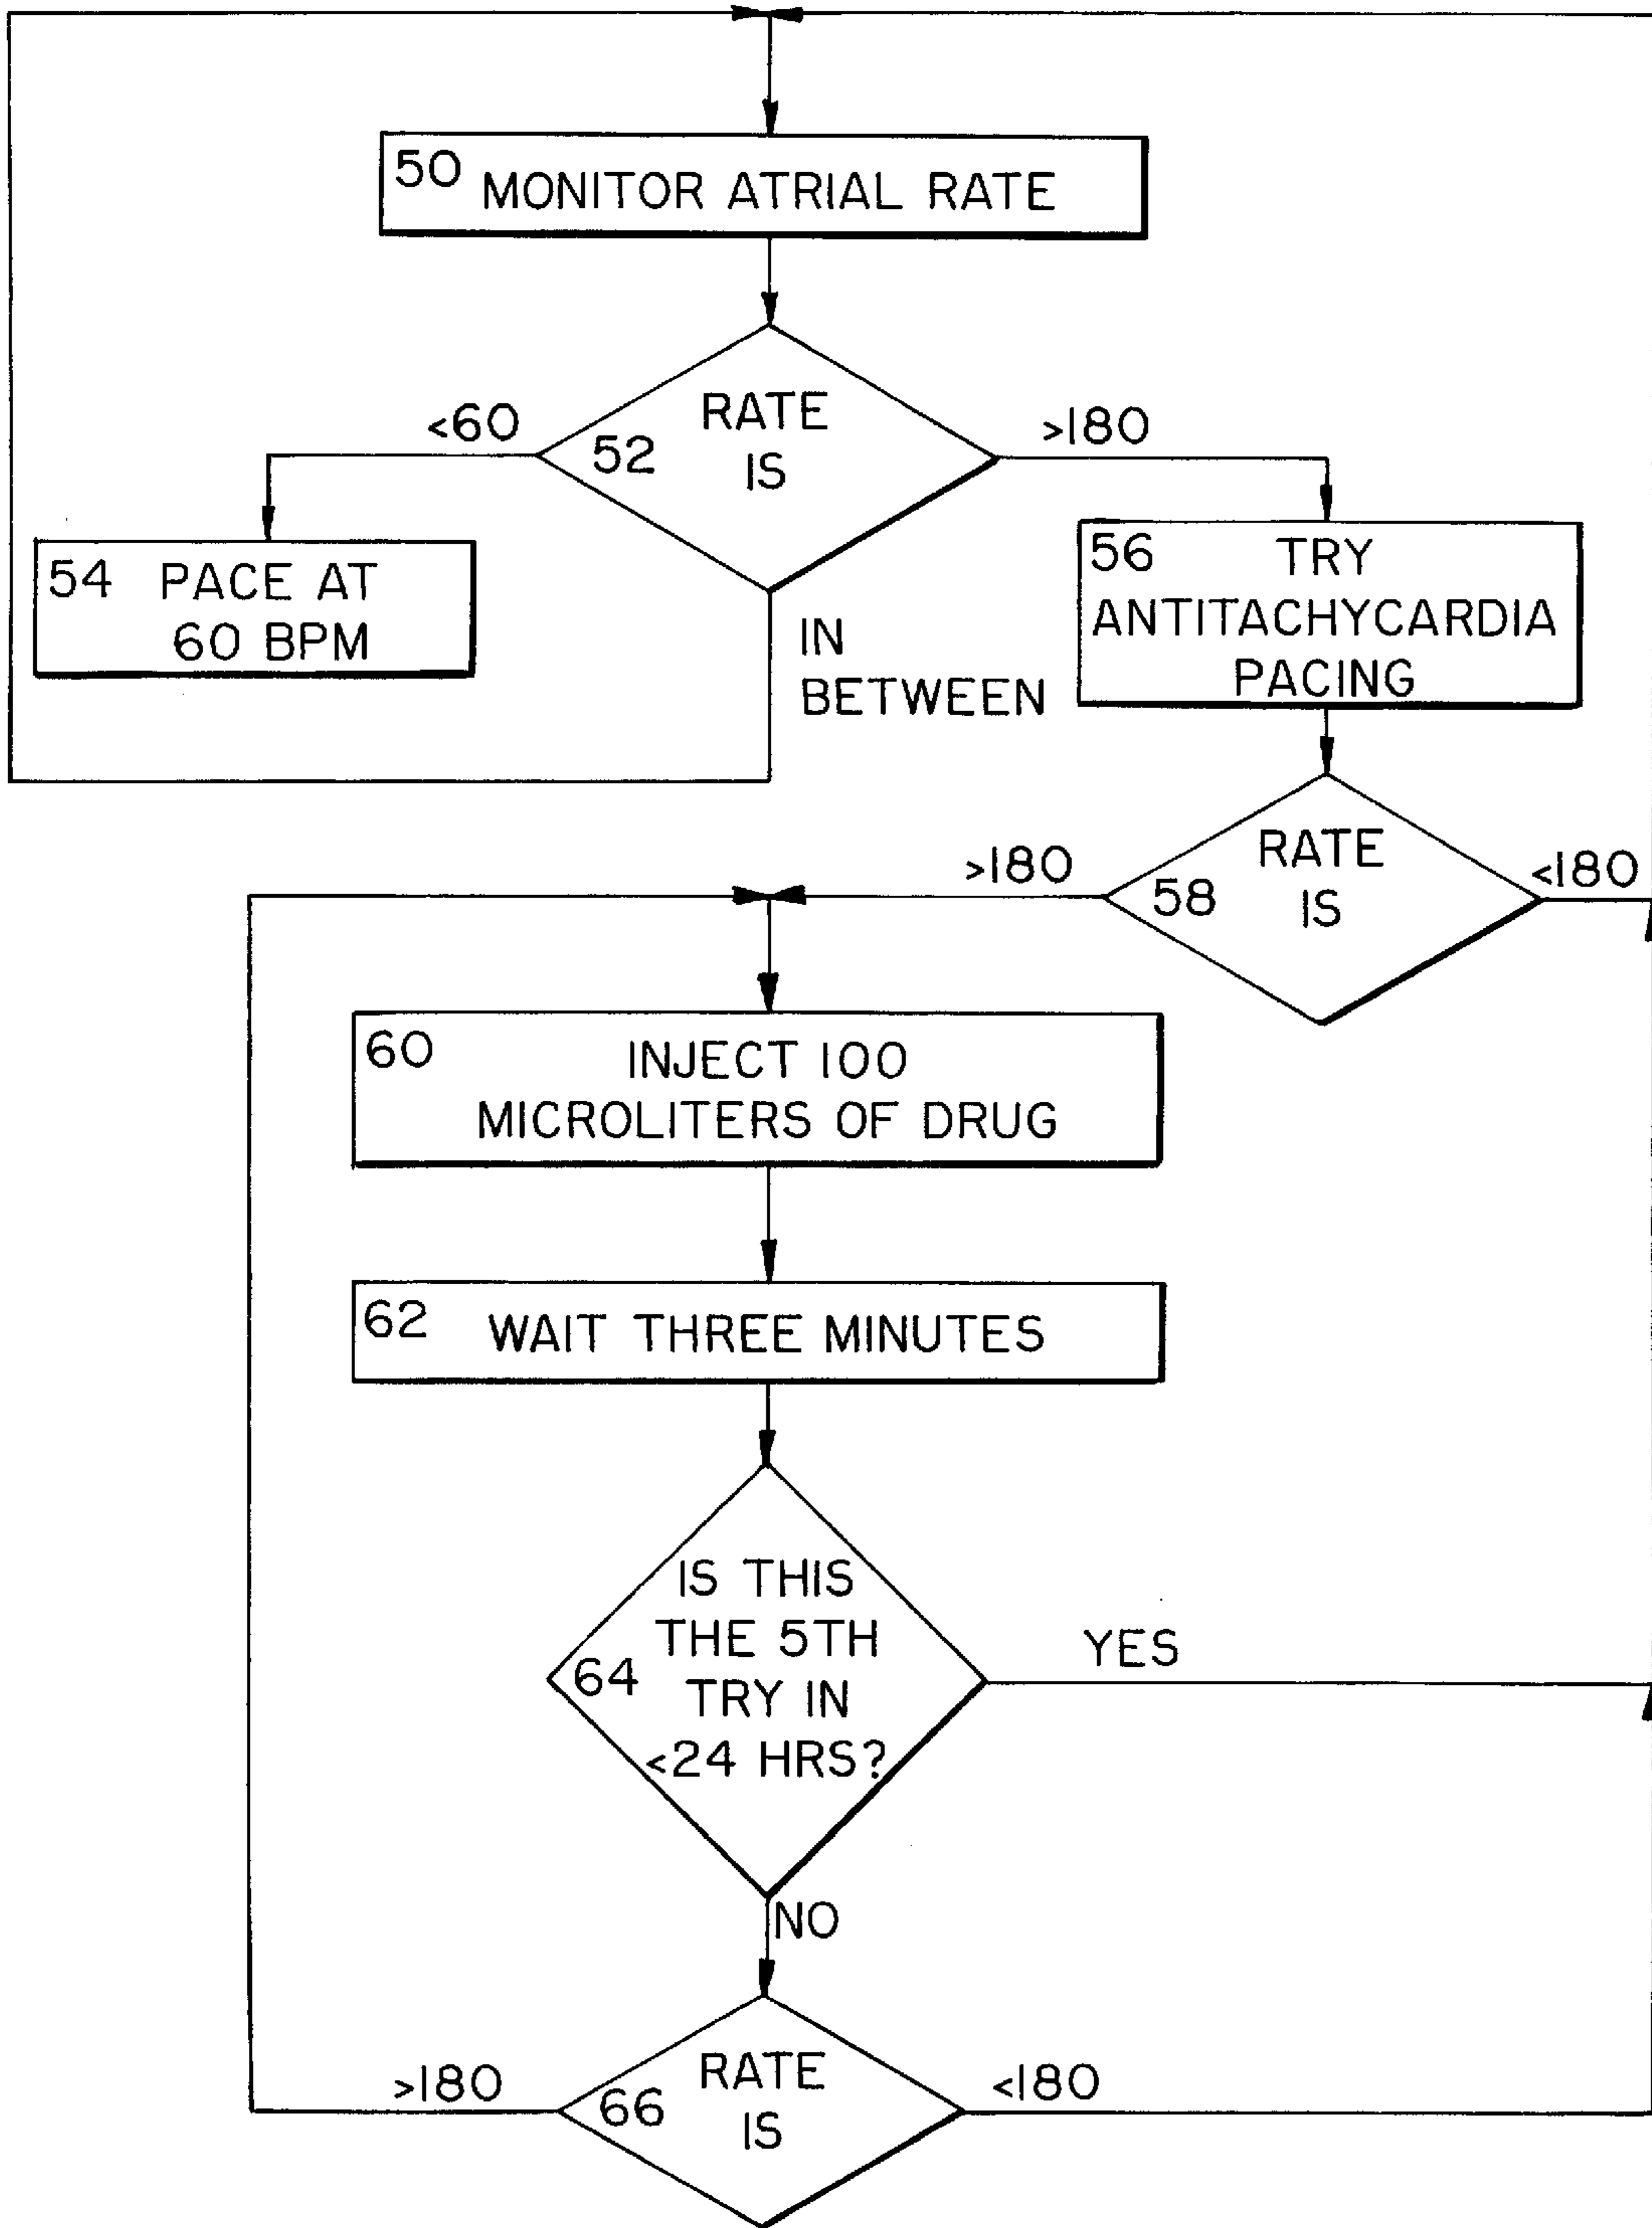 50 MONITOR ATRIAL RATE
<60
52
RATE
IS
>180
54 PACE AT
60 BPM
IN
BETWEEN
56 TRY
ANTITACHYCARDIA
PACING
>180
58
RATE
IS
<180
60 INJECT 100
MICROLITERS OF DRUG
62 WAIT THREE MINUTES
64
IS THIS
THE 5TH
TRY IN
<24 HRS?
YES
NO
>180
66
RATE
IS
<180